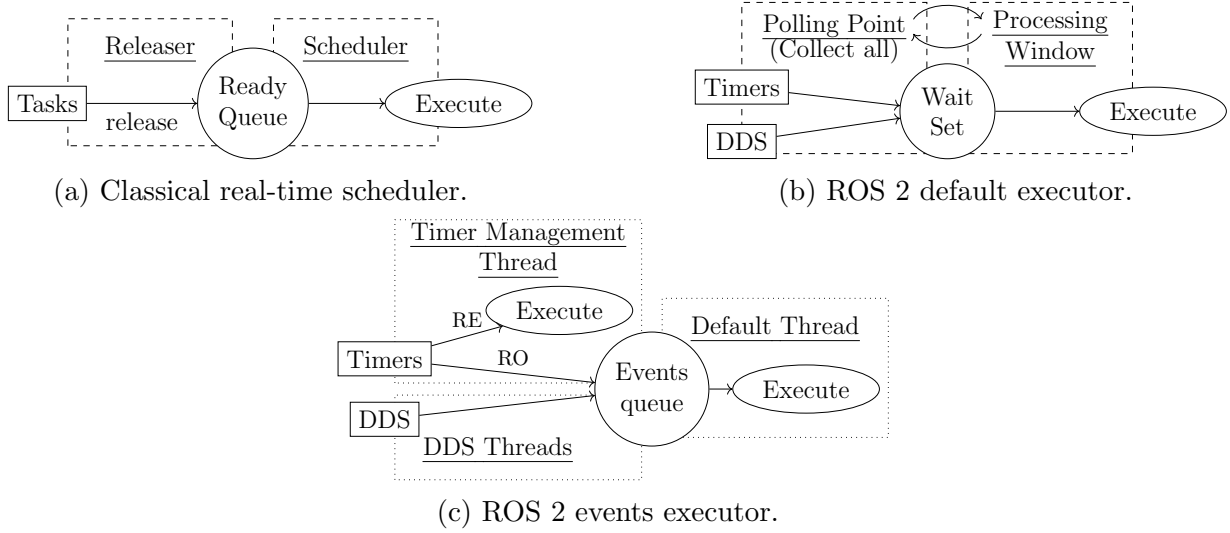 Releaser
Scheduler
Tasks
release
Ready
Queue
Execute
(a) Classical real-time scheduler.
Polling Point
(Collect all)
Processing
Window
Timers
DDS
Wait
Set
Execute
(b) ROS 2 default executor.
Timer Management
Thread
Execute
RE
RO
Timers
DDS
DDS Threads
Events
queue
Default Thread
Execute
(c) ROS 2 events executor.